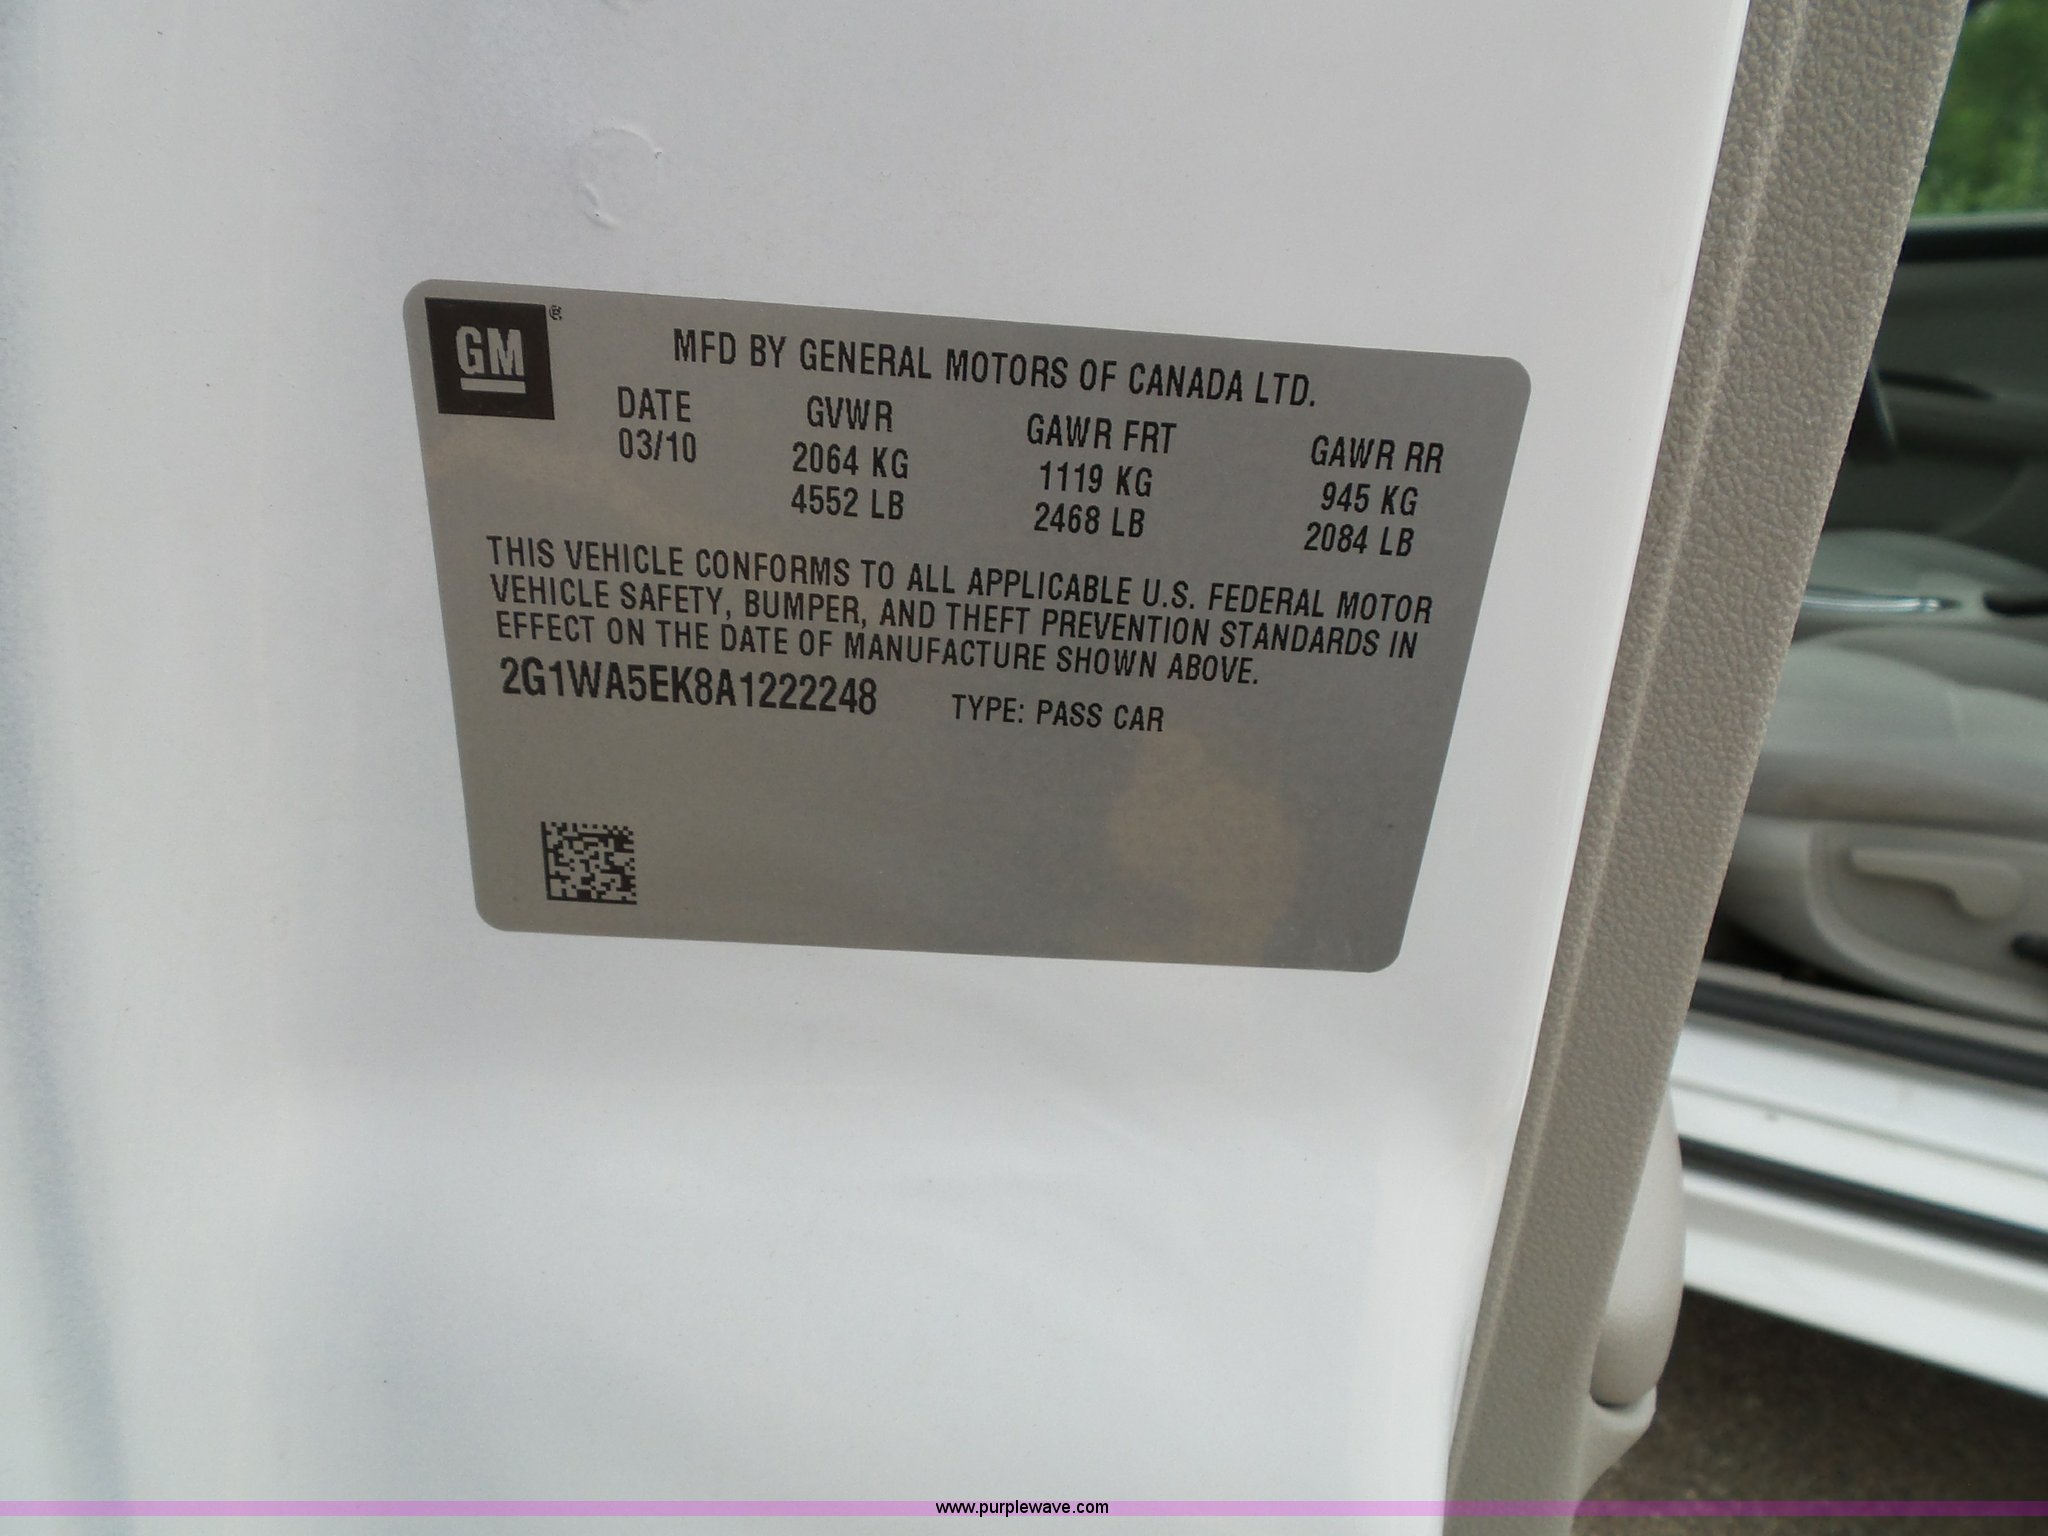 GM®
MFD BY GENERAL MOTORS OF CANADA LTD.
DATE GVWR GAWR FRT GAWR RR
03/10 2064 KG 1119 KG 945 KG
4552 LB 2468 LB 2084 LB
THIS VEHICLE CONFORMS TO ALL APPLICABLE U.S. FEDERAL MOTOR
VEHICLE SAFETY, BUMPER, AND THEFT PREVENTION STANDARDS IN
EFFECT ON THE DATE OF MANUFACTURE SHOWN ABOVE.
2G1WA5EK8A1222248 TYPE: PASS CAR
www.purplewave.com